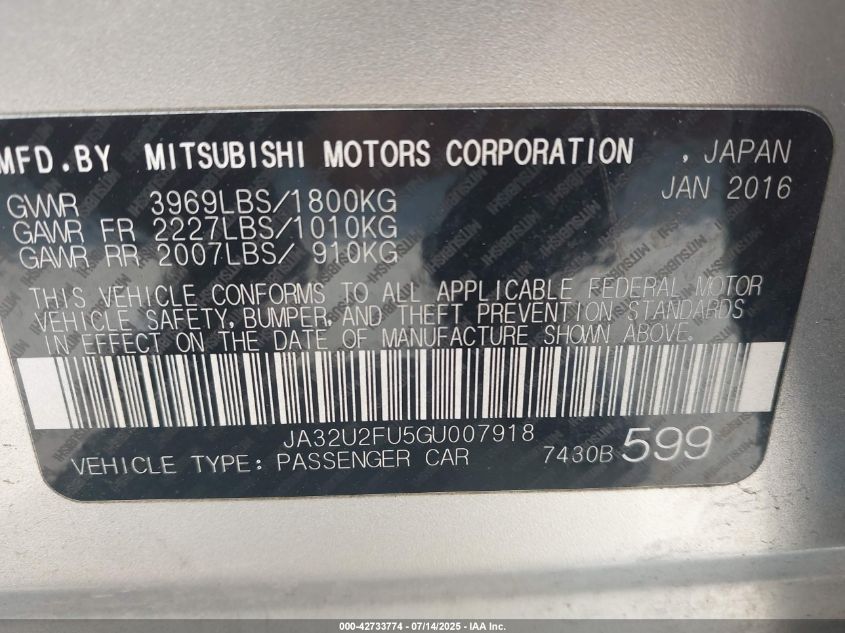 MFD.BY MITSUBISHI MOTORS CORPORATION , JAPAN
JAN 2016
GVWR 3969LBS/1800KG
GAWR FR 2227LBS/1010KG
GAWR RR 2007LBS/ 910KG
THIS VEHICLE CONFORMS TO ALL APPLICABLE FEDERAL MOTOR
VEHICLE SAFETY, BUMPER, AND THEFT PREVENTION STANDARDS
IN EFFECT ON THE DATE OF MANUFACTURE SHOWN ABOVE.
JA32U2FU5GU007918
VEHICLE TYPE: PASSENGER CAR 7430B 599
000-42733774 - 07/14/2025 - IAA Inc.